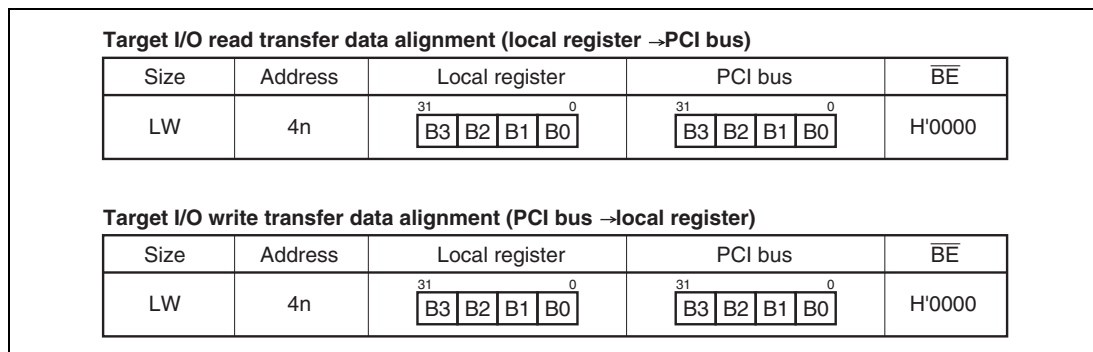 Target I/O read transfer data alignment (local register →PCI bus)
Size Address Local register PCI bus BE
31 0 31 0
LW 4n B3 B2 B1 B0 B3 B2 B1 B0 H'0000
Target I/O write transfer data alignment (PCI bus →local register)
Size Address Local register PCI bus BE
31 0 31 0
LW 4n B3 B2 B1 B0 B3 B2 B1 B0 H'0000